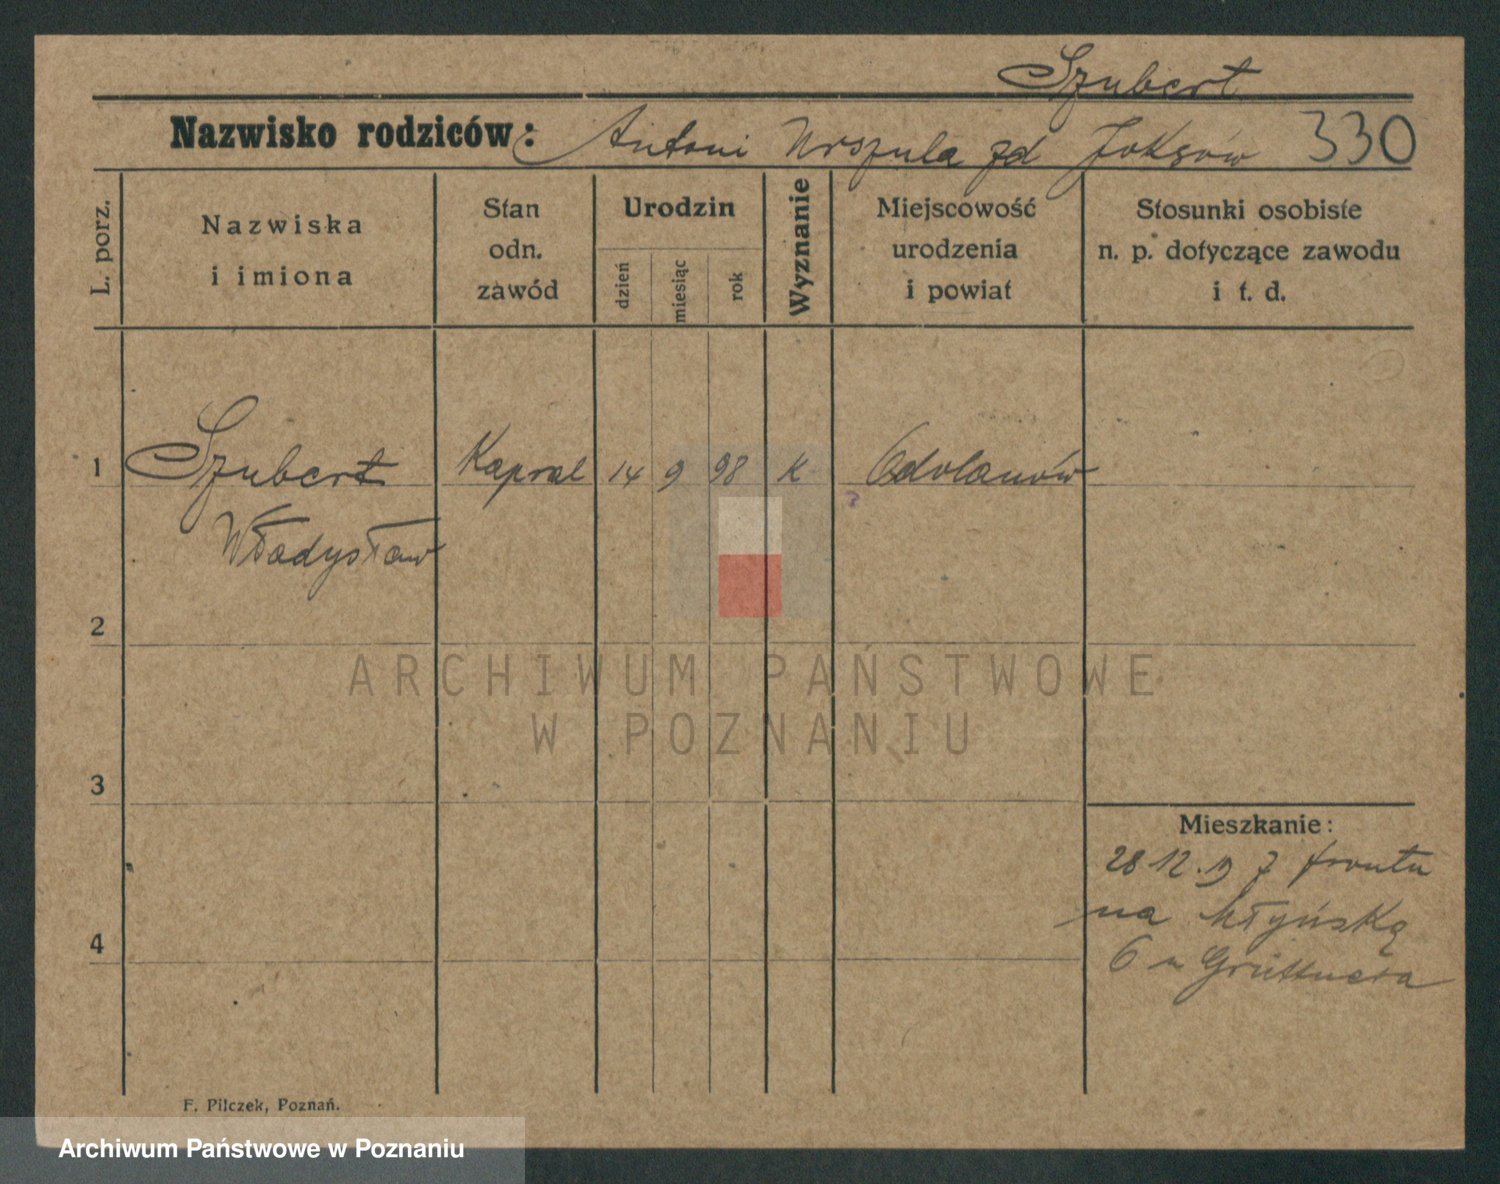 Szubert
Nazwisko rodziców: Antoni Urszula zd 330
L. porz.
Nazwiska
i imiona
Stan
odn.
zawód
Urodzin
dzień
miesiąc
rok
Wyznanie
Miejscowość
urodzenia
i powiat
Stosunki osobiste
n. p. dotyczące zawodu
i t. d.
1 Szubert Kapral 14 9 98 K Odolanów
Władysław
2
3
4
Mieszkanie:
28 12. 19 z frontu
na Młyńską
6 u Grüttnera
F. Pilczek, Poznań.
ARCHIWUM PAŃSTWOWE
W POZNANIU
Archiwum Państwowe w Poznaniu